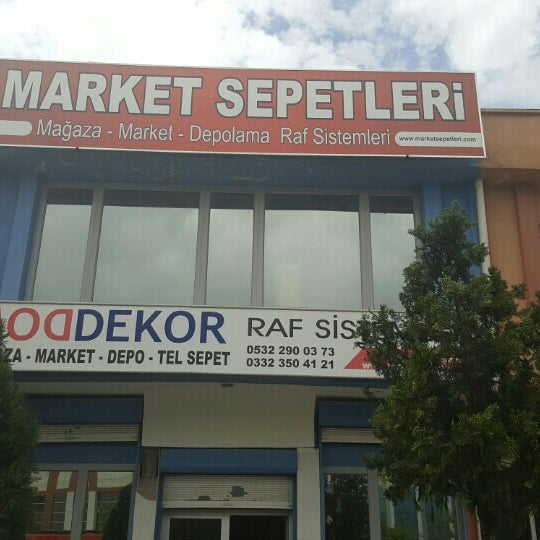 MARKET SEPETLERİ
Mağaza - Market - Depolama Raf Sistemleri www.marketsepetleri.com
DEKOR RAF
- MARKET - DEPO - TEL SEPET
0532 290 03 73
0332 350 41 21